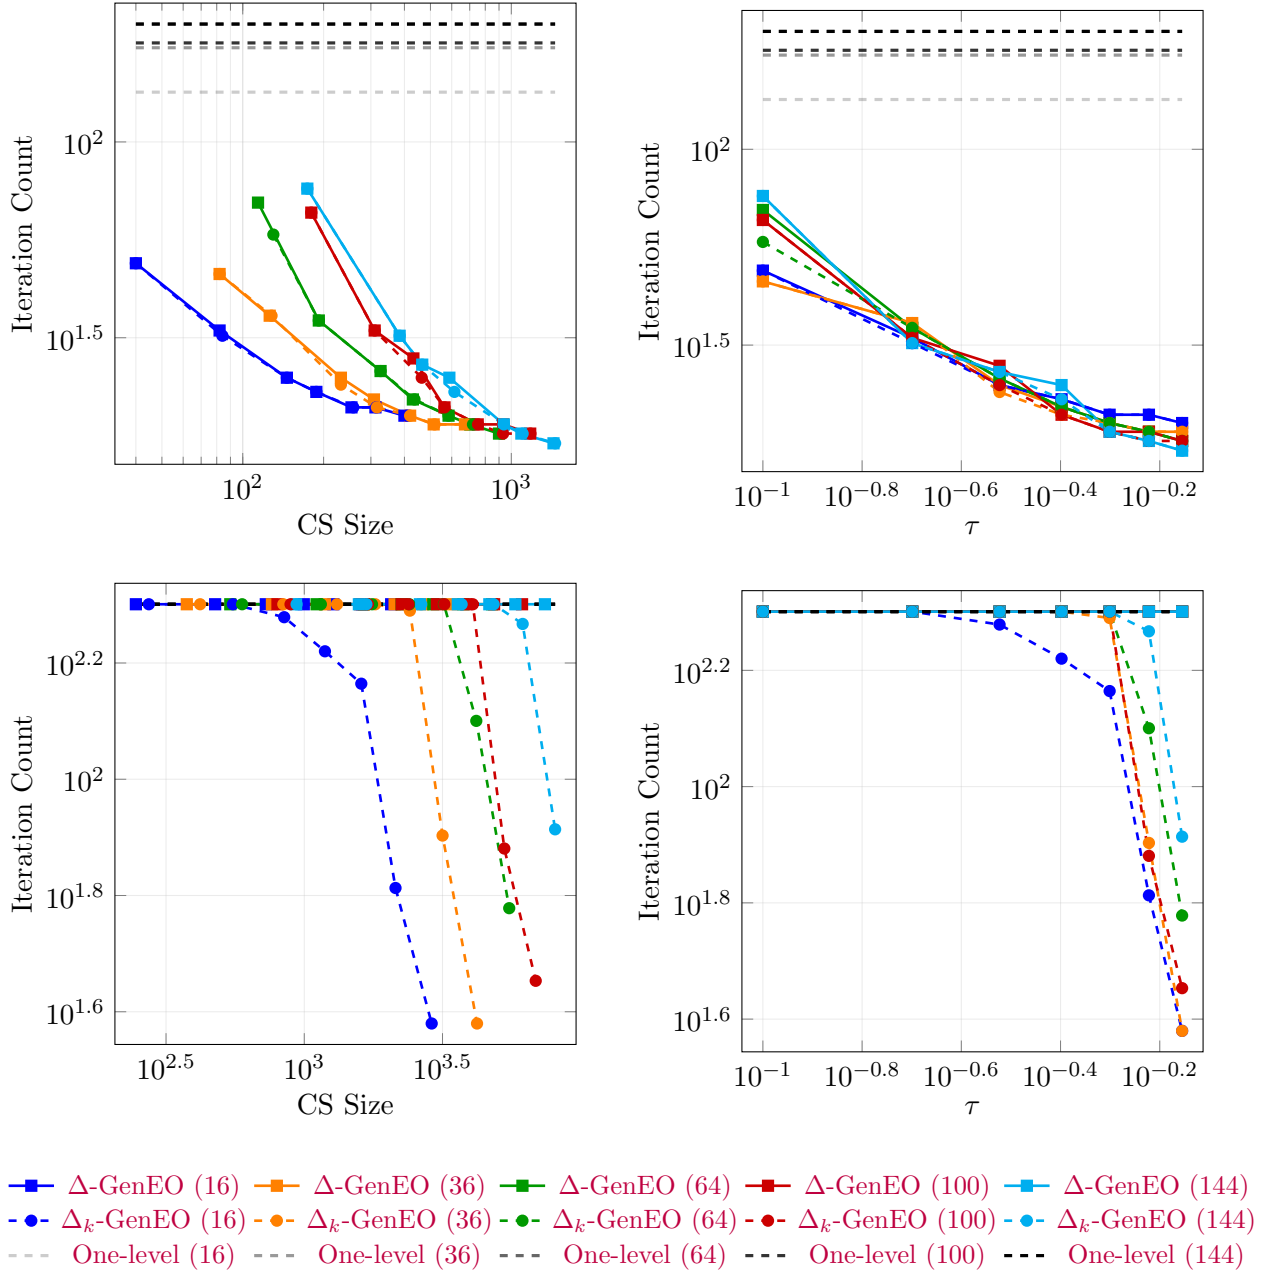 Iteration Count
10^2
10^1.5
10^2
10^3
CS Size
Iteration Count
10^2
10^1.5
10^−1
10^−0.8
10^−0.6
10^−0.4
10^−0.2
τ
Iteration Count
10^2.2
10^2
10^1.8
10^1.6
10^2.5
10^3
10^3.5
CS Size
Iteration Count
10^2.2
10^2
10^1.8
10^1.6
10^−1
10^−0.8
10^−0.6
10^−0.4
10^−0.2
τ
Δ-GenEO (16) Δ-GenEO (36) Δ-GenEO (64) Δ-GenEO (100) Δ-GenEO (144)
Δ_k-GenEO (16) Δ_k-GenEO (36) Δ_k-GenEO (64) Δ_k-GenEO (100) Δ_k-GenEO (144)
One-level (16) One-level (36) One-level (64) One-level (100) One-level (144)